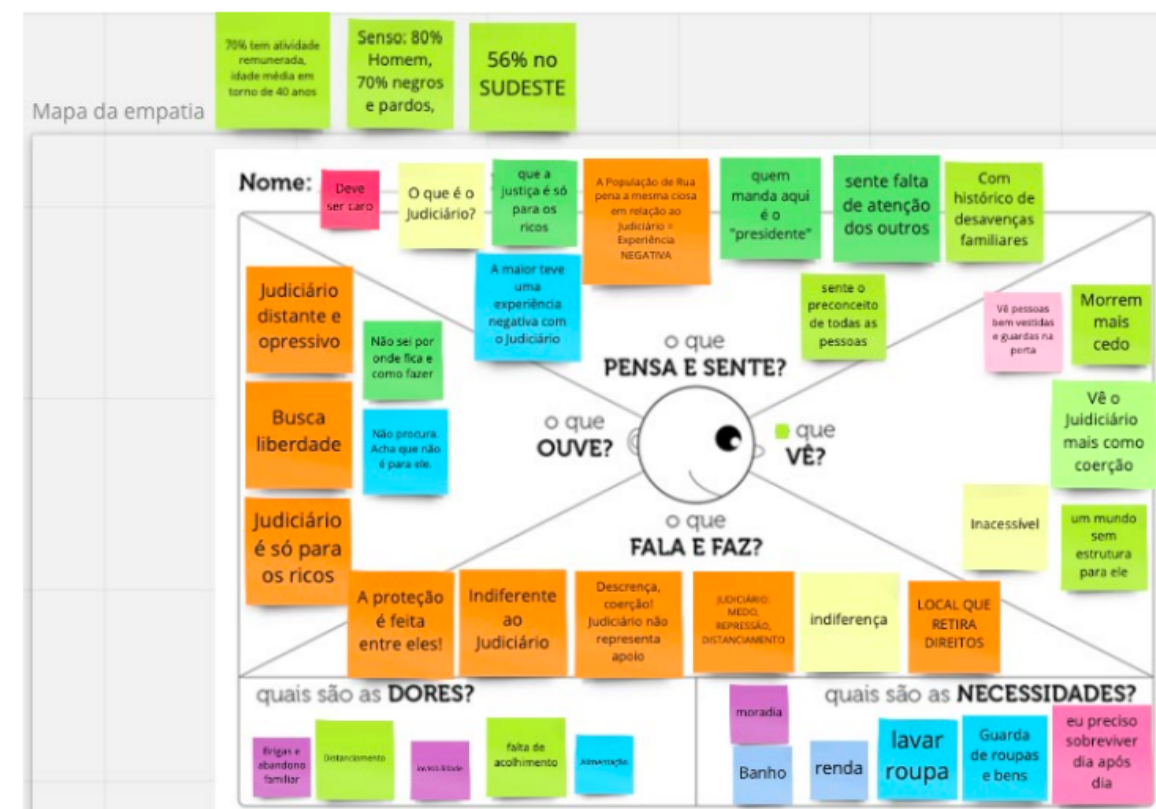 70% tem atividade
remunerada,
idade média em
torno de 40 anos
Senso: 80%
Homem,
70% negros
e pardos,
56% no
SUDESTE
Mapa da empatia
Nome:
Deve
ser caro
O que é o
Judiciário?
que a
justiça é só
para os
ricos
A População de Rua
pena a mesma ciosa
em relação ao
Judiciário =
Experiência
NEGATIVA
quem
manda aqui
é o
"presidente"
sente falta
de atenção
dos outros
Com
histórico de
desavenças
familiares
A maior teve
uma
experiência
negativa com
o Judiciário
sente o
preconceito
de todas as
pessoas
o que
PENSA E SENTE?
Judiciário
distante e
opressivo
Não sei por
onde fica e
como fazer
Busca
liberdade
Não procura.
Acha que não
é para ele.
Judiciário
é só para
os ricos
o que
OUVE?
que
VÊ?
Vê pessoas
bem vestidas
e guardas na
porta
Morrem
mais
cedo
Vê o
Juidiciário
mais como
coerção
Inacessível
um mundo
sem
estrutura
para ele
o que
FALA E FAZ?
A proteção
é feita
entre eles!
Indiferente
ao
Judiciário
Descrença,
coerção!
Judiciário não
representa
apoio
JUDICIÁRIO:
MEDO,
REPRESSÃO,
DISTANCIAMENTO
indiferença
LOCAL QUE
RETIRA
DIREITOS
quais são as DORES?
Brigas e
abandono
familiar
Distanciamento
invisibilidade
falta de
acolhimento
Alimentação
quais são as NECESSIDADES?
moradia
Banho
renda
lavar
roupa
Guarda
de roupas
e bens
eu preciso
sobreviver
dia após
dia